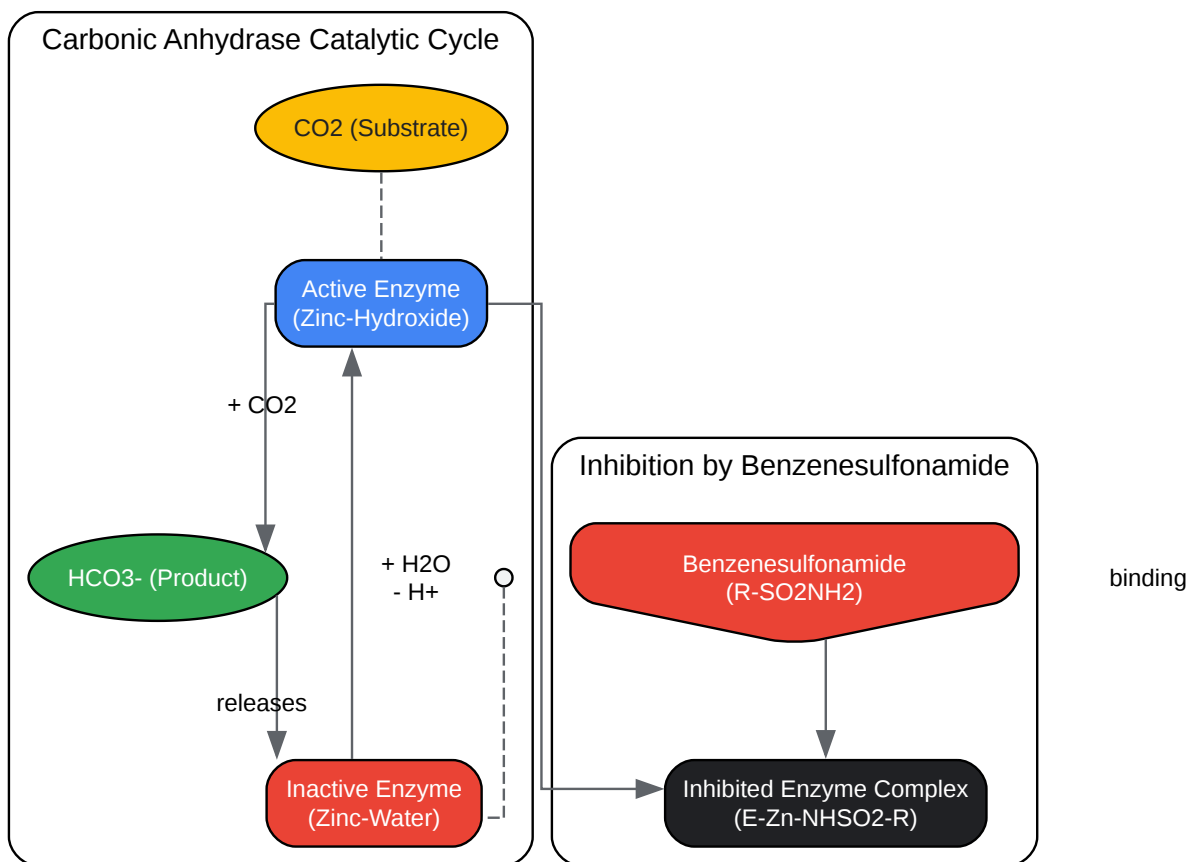 Carbonic Anhydrase Catalytic Cycle
CO2 (Substrate)
Active Enzyme
(Zinc-Hydroxide)
+ CO2
HCO3- (Product)
+ H2O
- H+
releases
Inactive Enzyme
(Zinc-Water)
Inhibition by Benzenesulfonamide
Benzenesulfonamide
(R-SO2NH2)
binding
Inhibited Enzyme Complex
(E-Zn-NHSO2-R)